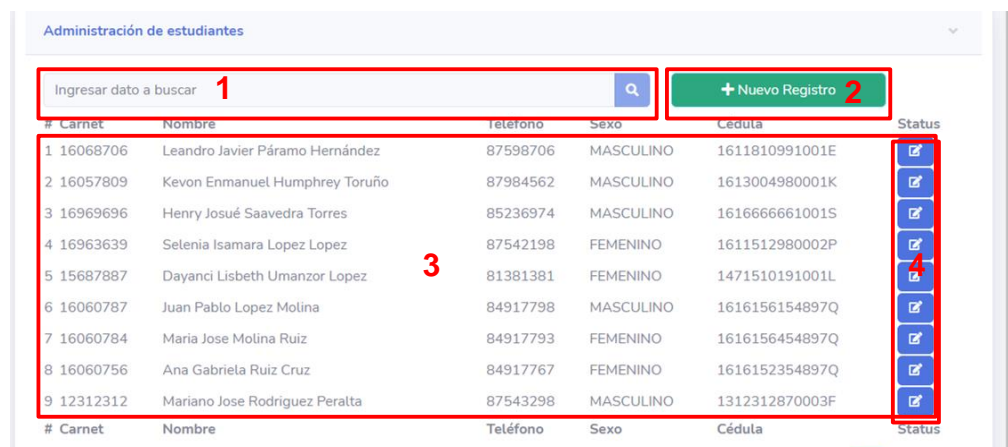 Administración de estudiantes
Ingresar dato a buscar 1 + Nuevo Registro 2
# Carnet Nombre Teléfono Sexo Cédula Status
1 16068706 Leandro Javier Páramo Hernández 87598706 MASCULINO 1611810991001E
2 16057809 Kevon Enmanuel Humphrey Toruño 87984562 MASCULINO 1613004980001K
3 16969696 Henry Josué Saavedra Torres 85236974 MASCULINO 1616666661001S
4 16963639 Selenia Isamara Lopez Lopez 87542198 FEMENINO 1611512980002P
5 15687887 Dayanci Lisbeth Umanzor Lopez 3 81381381 FEMENINO 1471510191001L 4
6 16060787 Juan Pablo Lopez Molina 84917798 MASCULINO 1616156154897Q
7 16060784 Maria Jose Molina Ruiz 84917793 FEMENINO 1616156454897Q
8 16060756 Ana Gabriela Ruiz Cruz 84917767 FEMENINO 1616152354897Q
9 12312312 Mariano Jose Rodriguez Peralta 87543298 MASCULINO 1312312870003F
# Carnet Nombre Teléfono Sexo Cédula Status